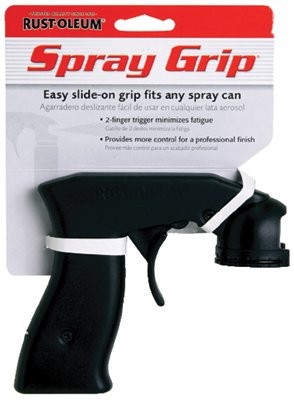 RUST-OLEUM
Spray Grip
Easy slide-on grip fits any spray can
Agarradero deslizante fácil de usar en cualquier lata aerosol
• 2-finger trigger minimizes fatigue
Gatillo de 2 dedos minimiza la fatiga
• Provides more control for a professional finish
Provee más control para un acabado profesional
RUST-OLEUM